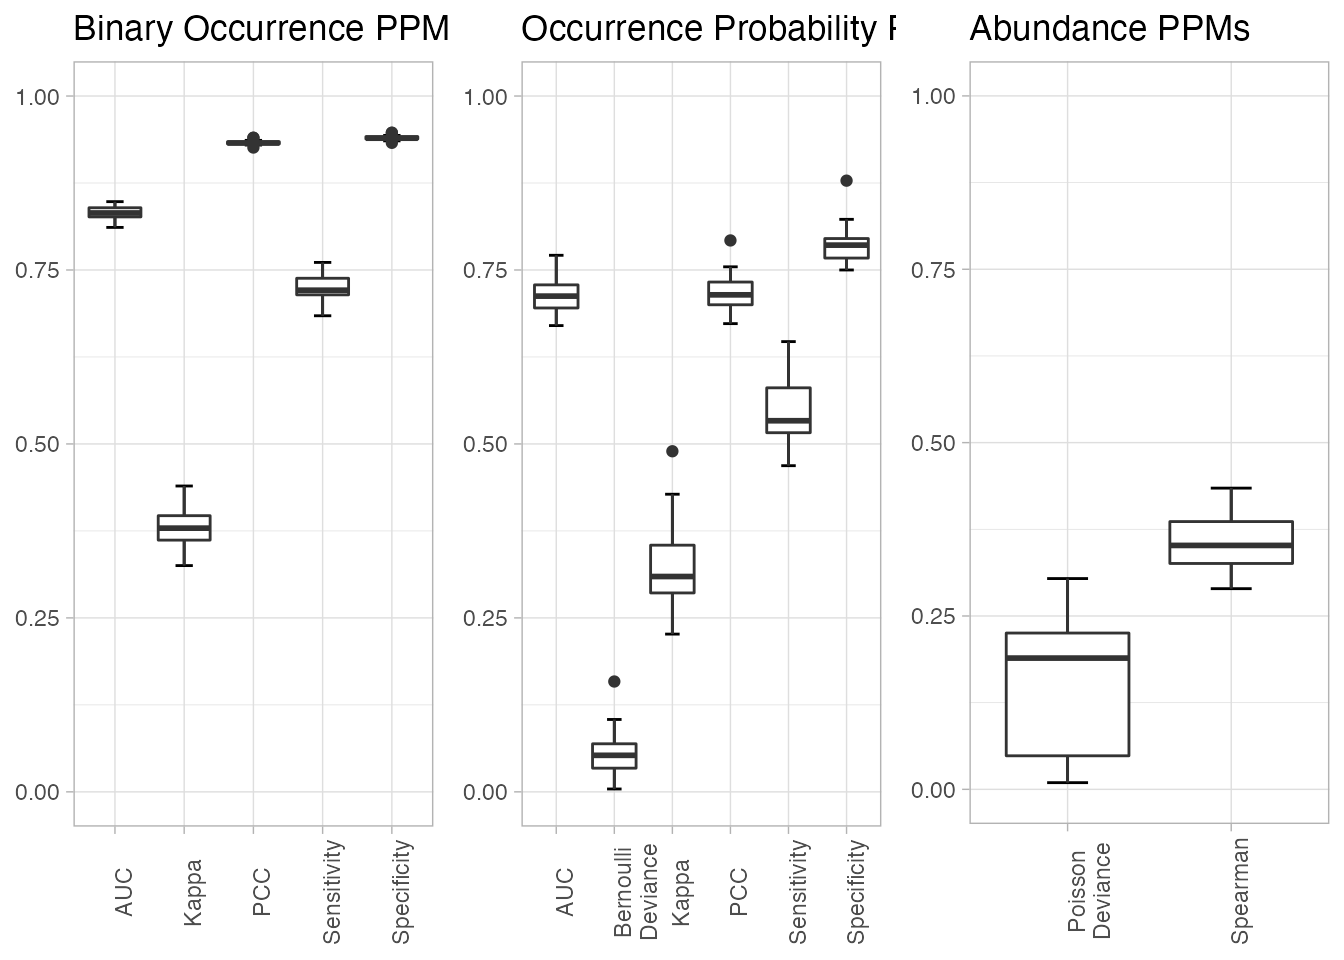 Binary Occurrence PPM
1.00
0.75
0.50
0.25
0.00
AUC
Kappa
PCC
Sensitivity
Specificity
Occurrence Probability
1.00
0.75
0.50
0.25
0.00
AUC
Bernoulli
Deviance
Kappa
PCC
Sensitivity
Specificity
Abundance PPMs
1.00
0.75
0.50
0.25
0.00
Poisson
Deviance
Spearman